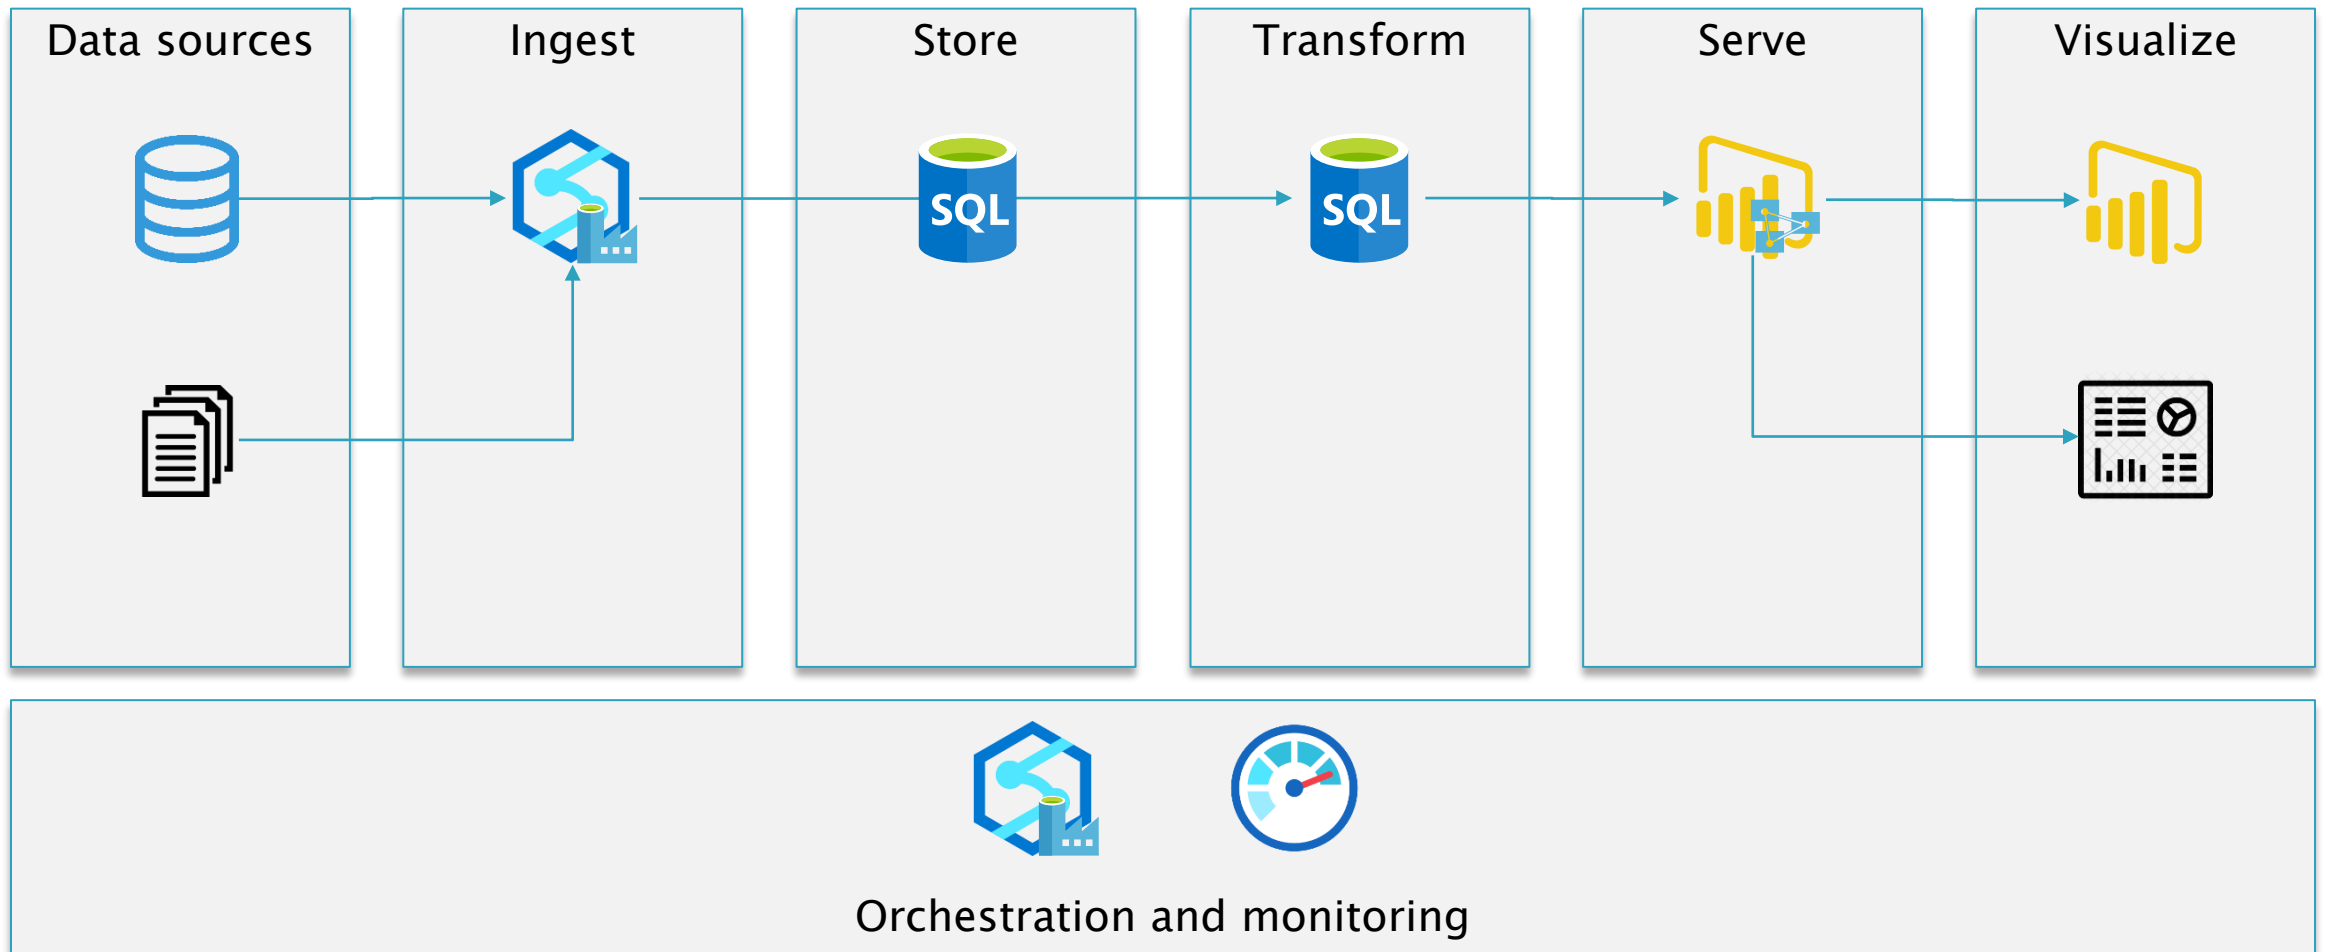 Data sources
Ingest
Store
Transform
Serve
Visualize
SQL
SQL
Orchestration and monitoring